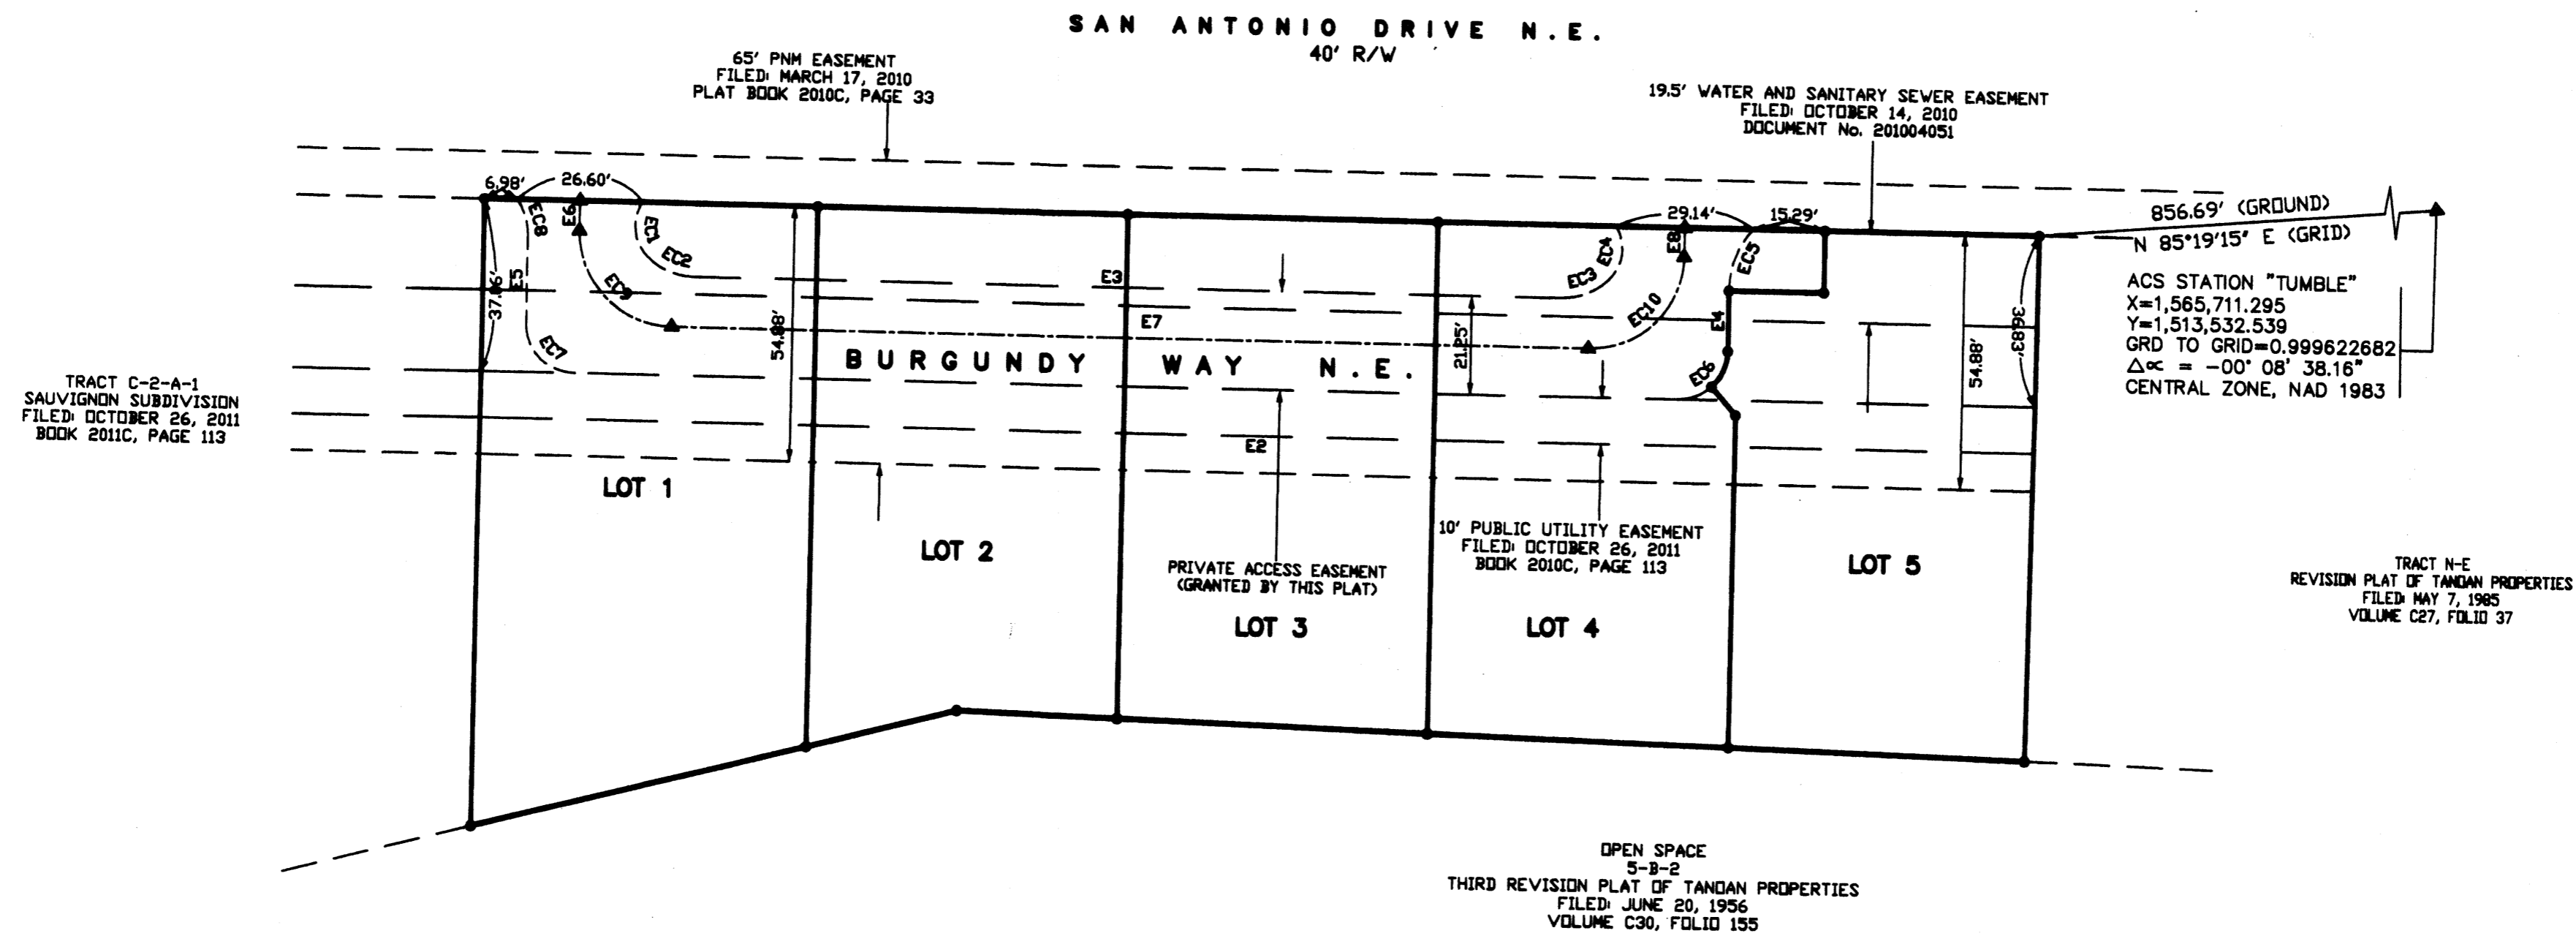 SAN ANTONIO DRIVE N.E.
40' R/W
65' PNM EASEMENT
FILED: MARCH 17, 2010
PLAT BOOK 2010C, PAGE 33
19.5' WATER AND SANITARY SEWER EASEMENT
FILED: OCTOBER 14, 2010
DOCUMENT No. 201004051
6.98'
26.60'
29.14'
15.29'
856.69' (GROUND)
N 85°19'15" E (GRID)
EC8
E6
EC1
EC2
EC4
EC3
E8
EC5
ACS STATION "TUMBLE"
X=1,565,711.295
Y=1,513,532.539
GRD TO GRID=0.999622682
Δ∝ = -00° 08' 38.16"
CENTRAL ZONE, NAD 1983
37.06'
E5
EC9
E3
E7
EC10
E4
36.83'
EC7
54.88'
21.25'
EC6
54.88'
BURGUNDY WAY N.E.
TRACT C-2-A-1
SAUVIGNON SUBDIVISION
FILED: OCTOBER 26, 2011
BOOK 2011C, PAGE 113
E2
LOT 1
LOT 2
PRIVATE ACCESS EASEMENT
(GRANTED BY THIS PLAT)
LOT 3
10' PUBLIC UTILITY EASEMENT
FILED: OCTOBER 26, 2011
BOOK 2010C, PAGE 113
LOT 4
LOT 5
TRACT N-E
REVISION PLAT OF TANOAN PROPERTIES
FILED: MAY 7, 1985
VOLUME C27, FOLIO 37
OPEN SPACE
5-B-2
THIRD REVISION PLAT OF TANOAN PROPERTIES
FILED: JUNE 20, 1956
VOLUME C30, FOLIO 155